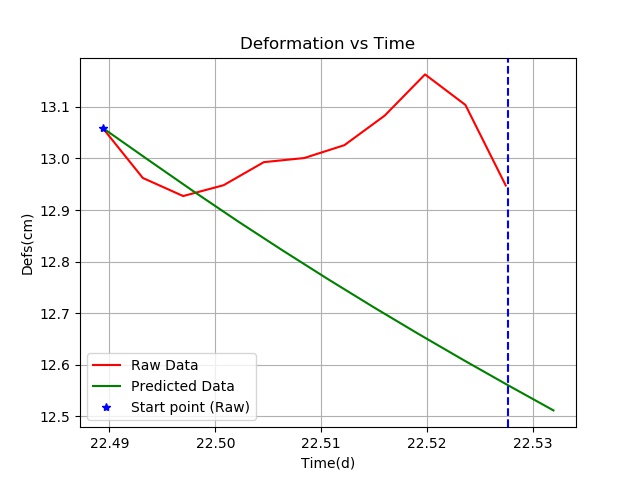 Deformation vs Time
13.1
13.0
12.9
12.8
12.7
12.6
12.5
Defs(cm)
Raw Data
Predicted Data
Start point (Raw)
22.49 22.50 22.51 22.52 22.53
Time(d)